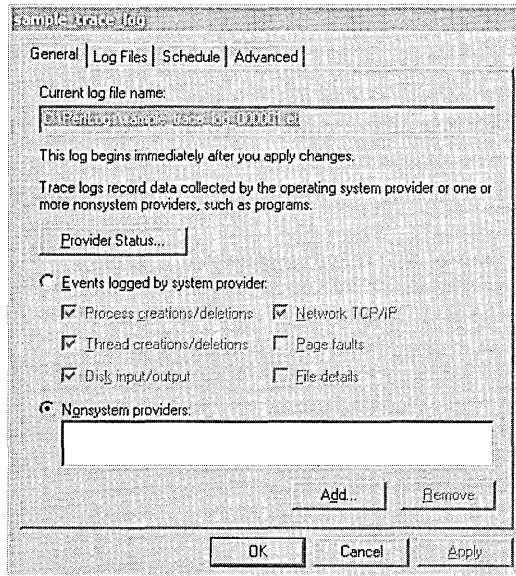 sample_trace_log
General Log Files Schedule Advanced
Current log file name:
C:\PerfLogs\sample_trace_log_000001.etl
This log begins immediately after you apply changes.
Trace logs record data collected by the operating system provider or one or
more nonsystem providers, such as programs.
Provider Status...
Events logged by system provider:
Process creations/deletions Network TCP/IP
Thread creations/deletions Page faults
Disk input/output File details
Nonsystem providers:
Add... Remove
OK Cancel Apply